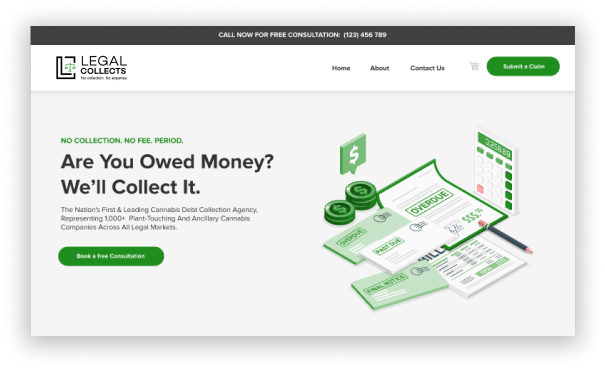 CALL NOW FOR FREE CONSULTATION: (123) 456 789
LEGAL
COLLECTS
No collection. No expense.
Home
About
Contact Us
Submit a Claim
NO COLLECTION. NO FEE. PERIOD.
Are You Owed Money?
We'll Collect It.
The Nation's First & Leading Cannabis Debt Collection Agency,
Representing 1,000+ Plant-Touching And Ancillary Cannabis
Companies Across All Legal Markets.
Book a free Consultation
$
OVERDUE
OVERDUE
PAST DUE
$$$
%
BILL
FINAL NOTICE